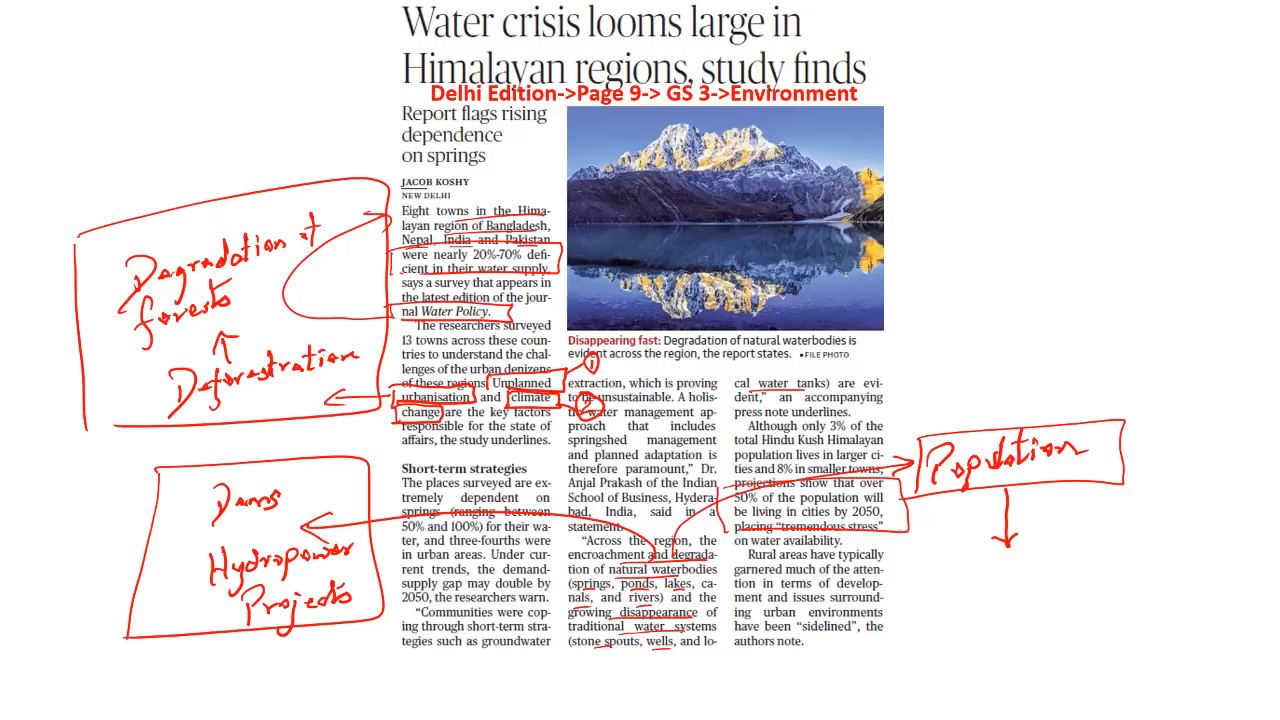 Water crisis looms large in
Himalayan regions, study finds
Delhi Edition->Page 9-> GS 3->Environment
Report flags rising
dependence
on springs
JACOB KOSHY
NEW DELHI
Eight towns in the Hima-
layan region of Bangladesh,
Nepal, India and Pakistan
were nearly 20%-70% defi-
cient in their water supply,
says a survey that appears in
the latest edition of the jour-
nal Water Policy.
The researchers surveyed
13 towns across these coun-
tries to understand the chal-
lenges of the urban denizens
of these regions. Unplanned
urbanisation and climate
change are the key factors
responsible for the state of
affairs, the study underlines.
Short-term strategies
The places surveyed are ex-
tremely dependent on
springs (ranging between
50% and 100%) for their wa-
ter, and three-fourths were
in urban areas. Under cur-
rent trends, the demand-
supply gap may double by
2050, the researchers warn.
“Communities were cop-
ing through short-term stra-
tegies such as groundwater
Disappearing fast: Degradation of natural waterbodies is
evident across the region, the report states. ▪FILE PHOTO
extraction, which is proving
to be unsustainable. A holis-
tic water management ap-
proach that includes
springshed management
and planned adaptation is
therefore paramount,” Dr.
Anjal Prakash of the Indian
School of Business, Hydera-
bad, India, said in a
statement.
“Across the region, the
encroachment and degrada-
tion of natural waterbodies
(springs, ponds, lakes, ca-
nals, and rivers) and the
growing disappearance of
traditional water systems
(stone spouts, wells, and lo-
cal water tanks) are evi-
dent,” an accompanying
press note underlines.
Although only 3% of the
total Hindu Kush Himalayan
population lives in larger ci-
ties and 8% in smaller towns,
projections show that over
50% of the population will
be living in cities by 2050,
placing “tremendous stress”
on water availability.
Rural areas have typically
garnered much of the atten-
tion in terms of develop-
ment and issues surround-
ing urban environments
have been “sidelined”, the
authors note.
Degradation of
forests
Deforestration
Dams
Hydropower
Projects
1
2
Population